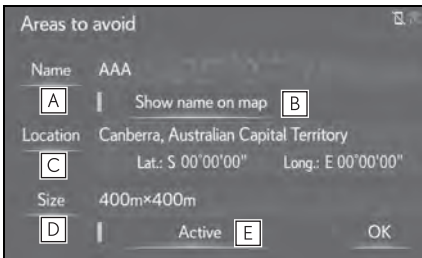 Areas to avoid
Name AAA
A Show name on map B
Location Canberra, Australian Capital Territory
C Lat.: S 00°00'00" Long.: E 00°00'00"
Size 400m×400m
D Active E OK